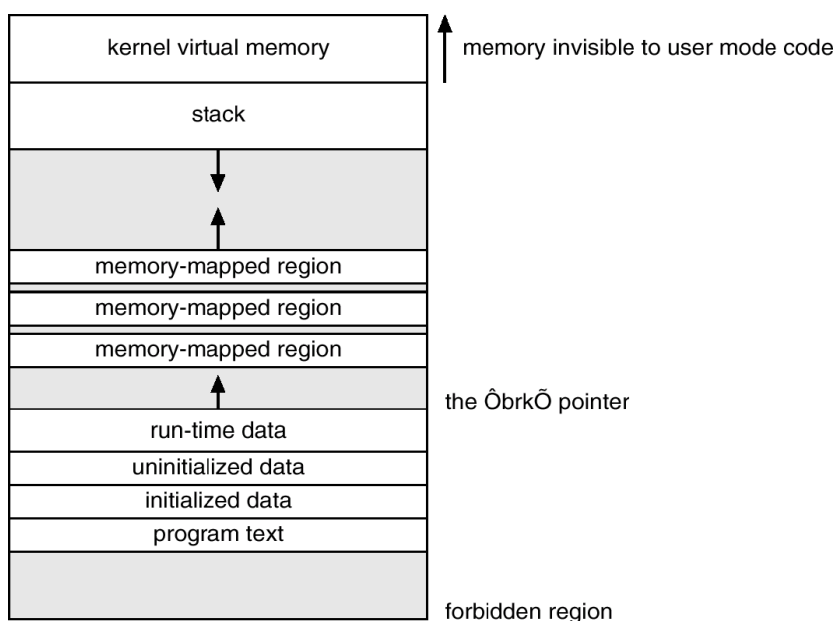 kernel virtual memory
memory invisible to user mode code
stack
memory-mapped region
memory-mapped region
memory-mapped region
the ÔbrkÕ pointer
run-time data
uninitialized data
initialized data
program text
forbidden region